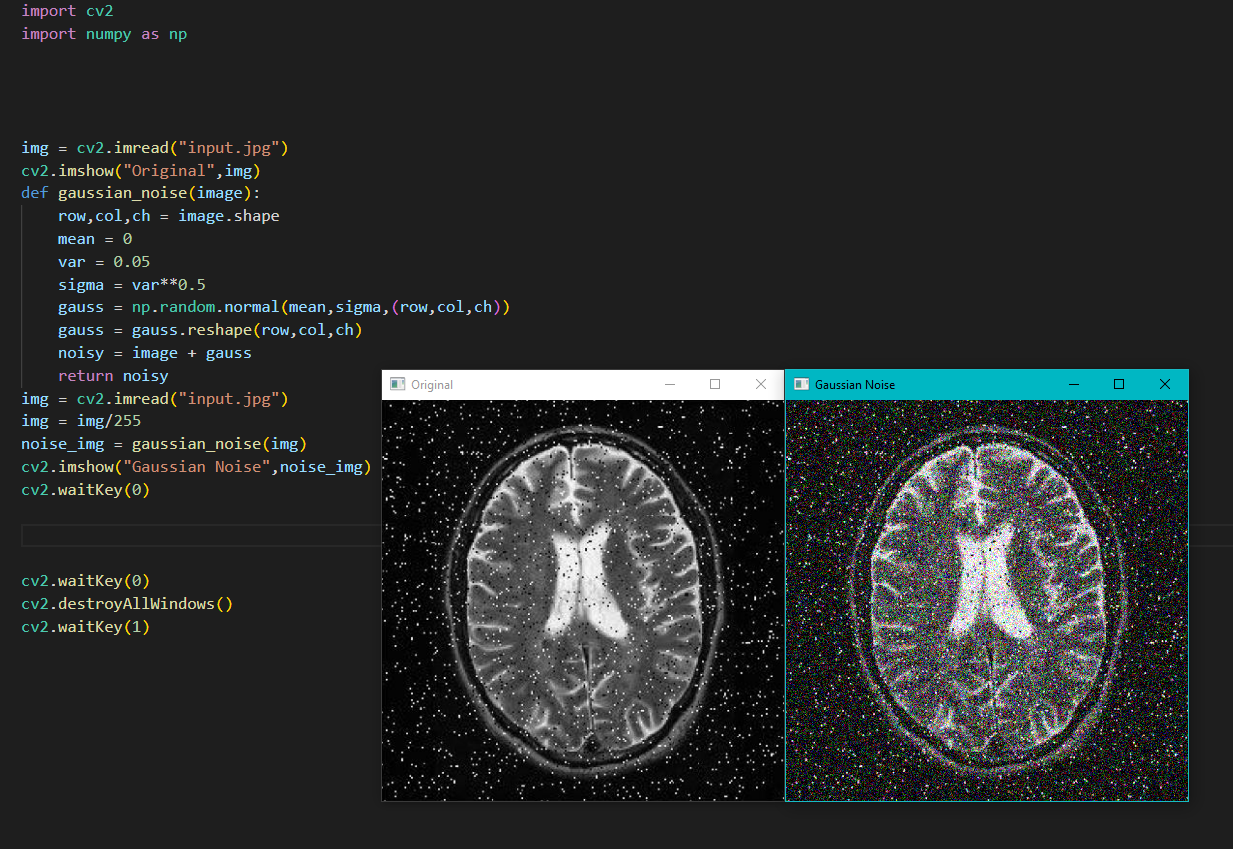 import cv2
import numpy as np
img = cv2.imread("input.jpg")
cv2.imshow("Original",img)
def gaussian_noise(image):
    row,col,ch = image.shape
    mean = 0
    var = 0.05
    sigma = var**0.5
    gauss = np.random.normal(mean,sigma,(row,col,ch))
    gauss = gauss.reshape(row,col,ch)
    noisy = image + gauss
    return noisy
img = cv2.imread("input.jpg")
img = img/255
noise_img = gaussian_noise(img)
cv2.imshow("Gaussian Noise",noise_img)
cv2.waitKey(0)
cv2.waitKey(0)
cv2.destroyAllWindows()
cv2.waitKey(1)
Original
Gaussian Noise